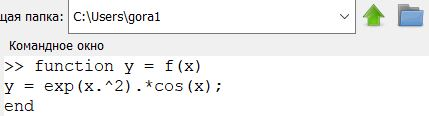 щая папка: C:\Users\gora1
Командное окно
>> function y = f(x)
y = exp(x.^2).*cos(x);
end